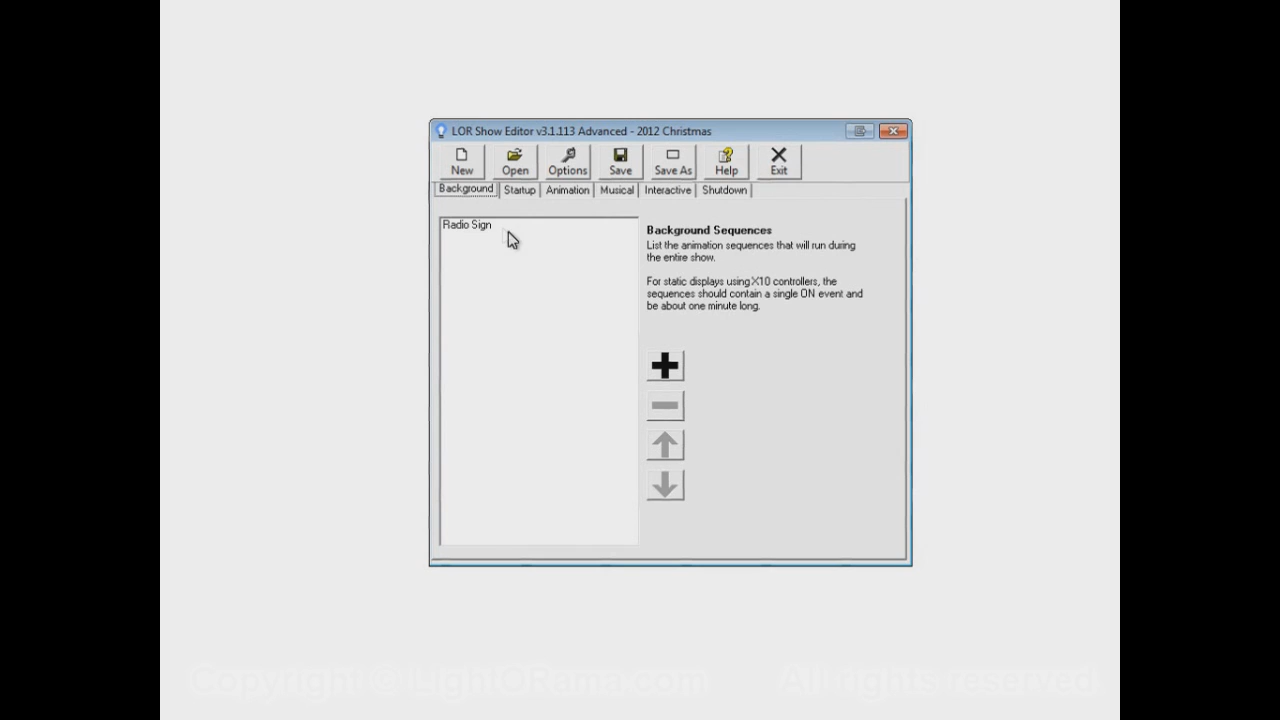 LOR Show Editor v3.1.113 Advanced - 2012 Christmas
New Open Options Save Save As Help Exit
Background Startup Animation Musical Interactive Shutdown
Radio Sign
Background Sequences
List the animation sequences that will run during
the entire show.
For static displays using X10 controllers, the
sequences should contain a single ON event and
be about one minute long.
Copyright @ LightORama.com All rights reserved